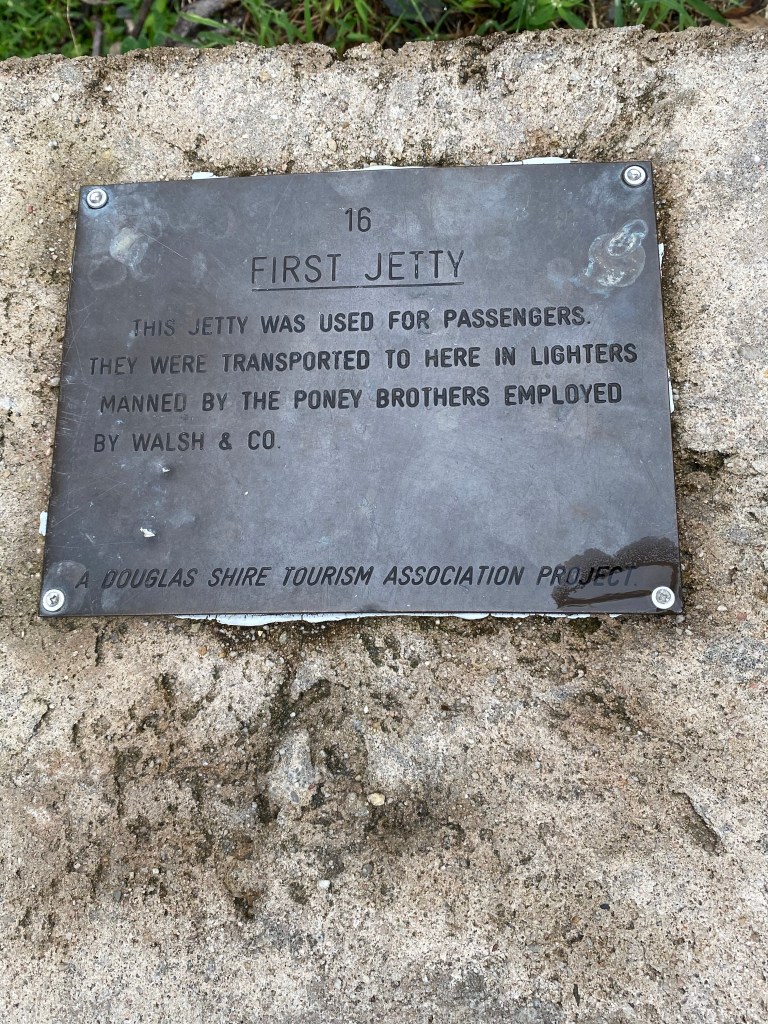 16
FIRST JETTY
THIS JETTY WAS USED FOR PASSENGERS.
THEY WERE TRANSPORTED TO HERE IN LIGHTERS
MANNED BY THE PONEY BROTHERS EMPLOYED
BY WALSH & CO.
A DOUGLAS SHIRE TOURISM ASSOCIATION PROJECT.